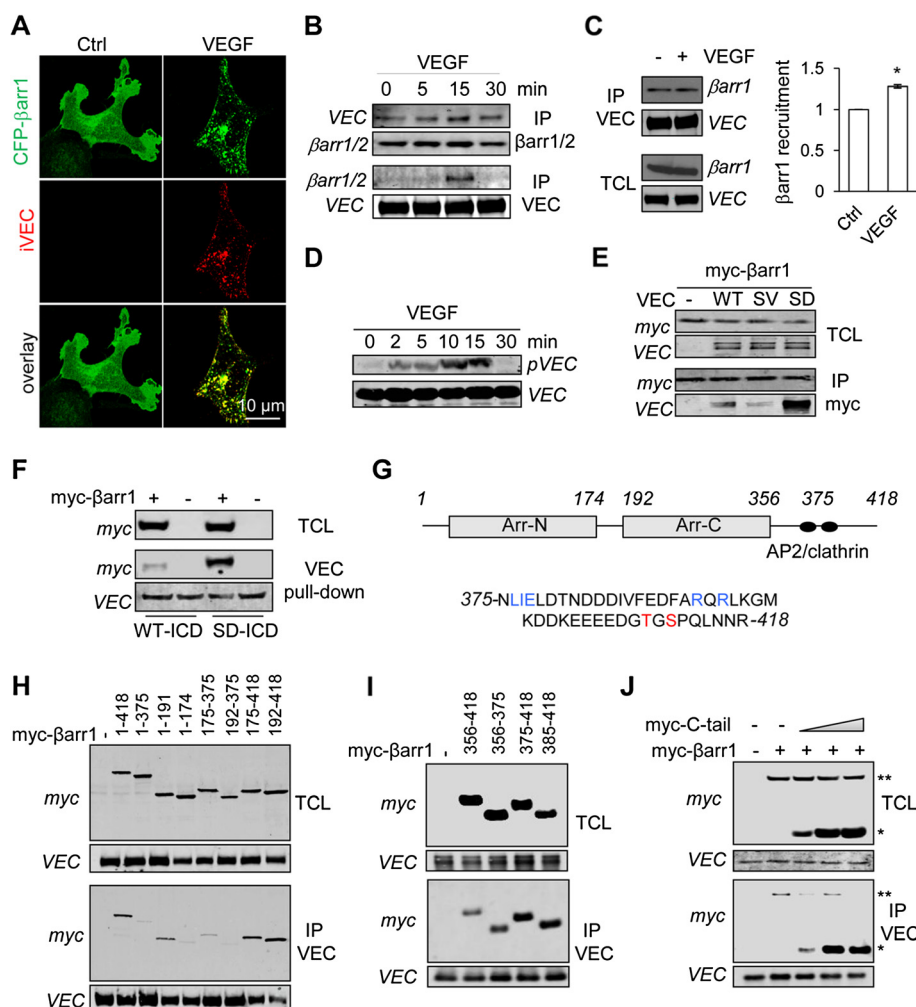 A
Ctrl VEGF
CFP-βarr1
iVEC
overlay
10 µm
B
VEGF
0 5 15 30 min
VEC IP
βarr1/2 βarr1/2
βarr1/2 IP
VEC VEC
C
- + VEGF
IP βarr1
VEC VEC
TCL βarr1
VEC
βarr1 recruitment
1.5
1
0.5
0
*
Ctrl
VEGF
D
VEGF
0 2 5 10 15 30 min
pVEC
VEC
E
myc-βarr1
VEC - WT SV SD
myc TCL
VEC
myc IP
VEC myc
F
myc-βarr1 + - + -
myc TCL
myc VEC
VEC pull-down
WT-ICD SD-ICD
G
1 174 192 356 375 418
Arr-N Arr-C
AP2/clathrin
375-NLIELDTNDDDIVFEDFARQRLKGM
KDDKEEEEDGTGSPQLNNR-418
H
myc-βarr1 - 1-418 1-375 1-191 1-174 175-375 192-375 175-418 192-418
myc TCL
VEC
myc IP
VEC
VEC
I
myc-βarr1 - 356-418 356-375 375-418 385-418
myc TCL
VEC
myc IP
VEC
VEC
J
myc-C-tail - -
myc-βarr1 - + + + +
**
myc TCL
*
VEC
**
myc IP
VEC
*
VEC